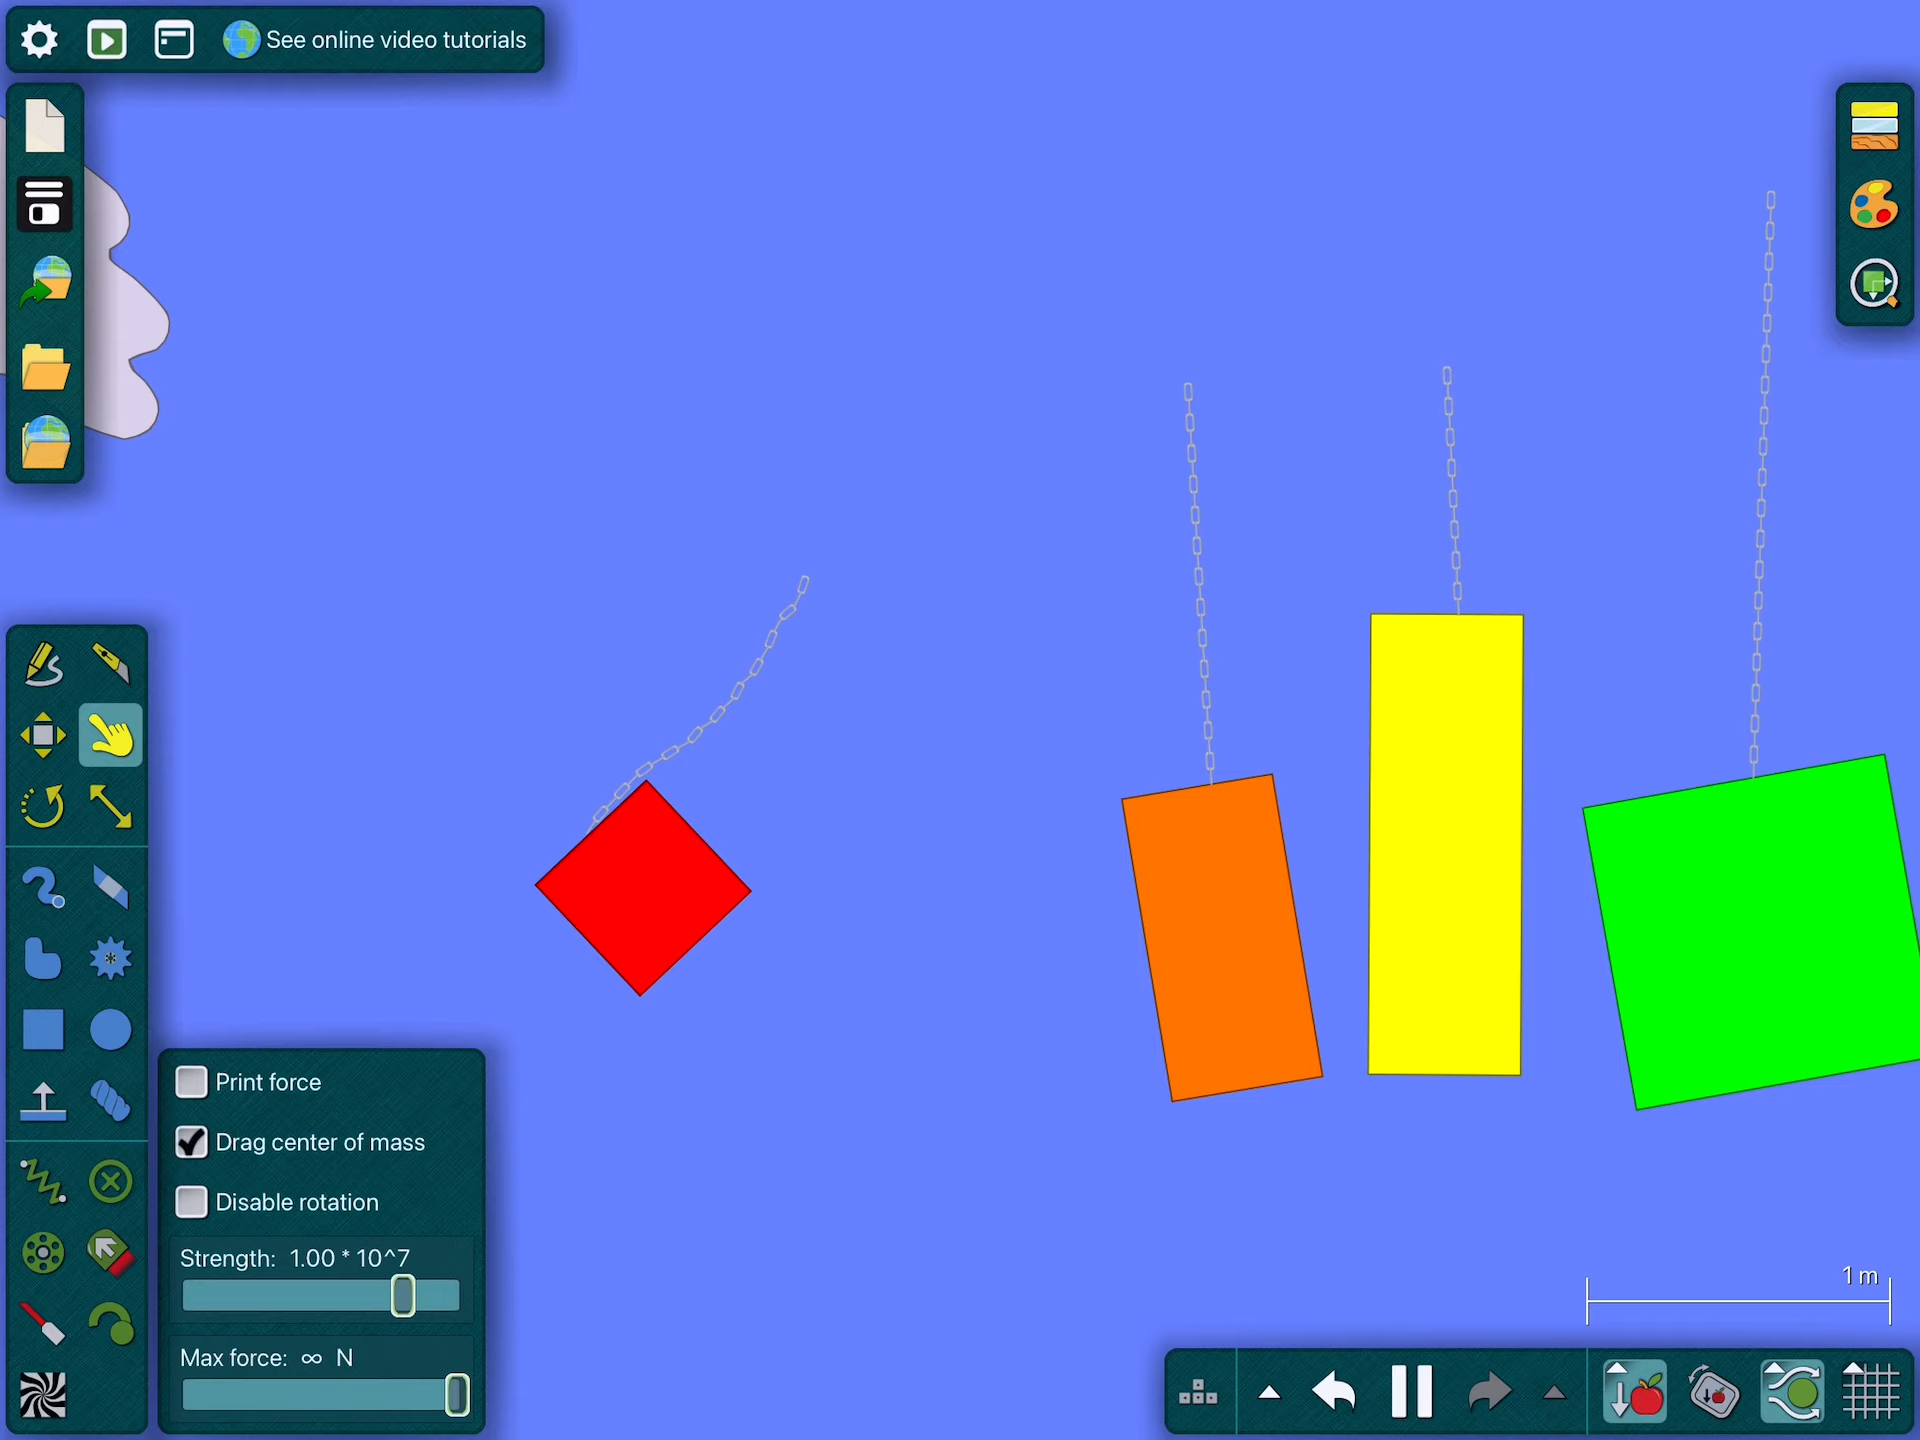 See online video tutorials
Print force
Drag center of mass
Disable rotation
Strength: 1.00 * 10^7
Max force: ∞ N
1 m